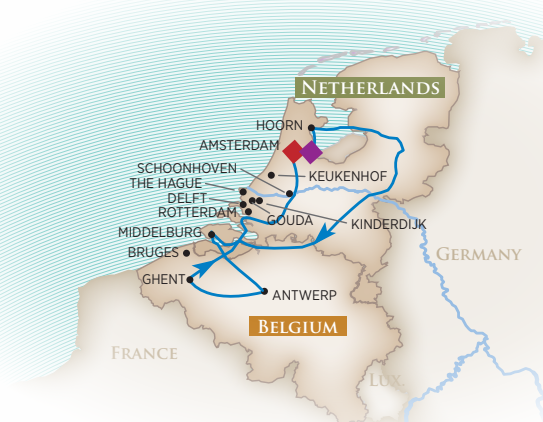 NETHERLANDS
HOORN
AMSTERDAM
SCHOONHOVEN
KEUKENHOF
THE HAGUE
DELFT
ROTTERDAM
GOUDA
KINDERDIJK
MIDDELBURG
BRUGES
GERMANY
GHENT
ANTWERP
BELGIUM
FRANCE
LUX.